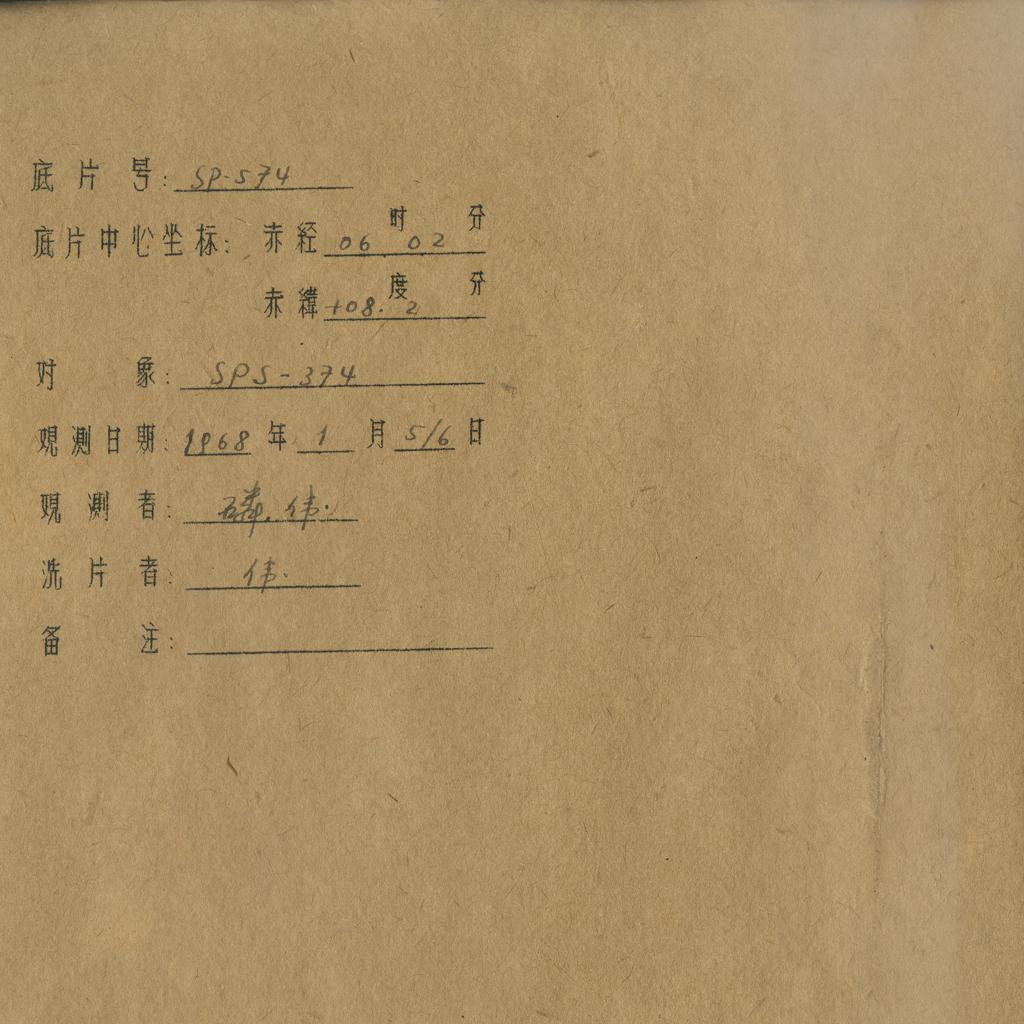 底片号: SP-574
时 分
底片中心坐标: 赤经 06 02
度 分
赤緯 +08. 2
对象: SPS-374
观测日期: 1968 年 1 月 5/6 日
观测者: 磷. 伟.
洗片者: 伟.
备注: